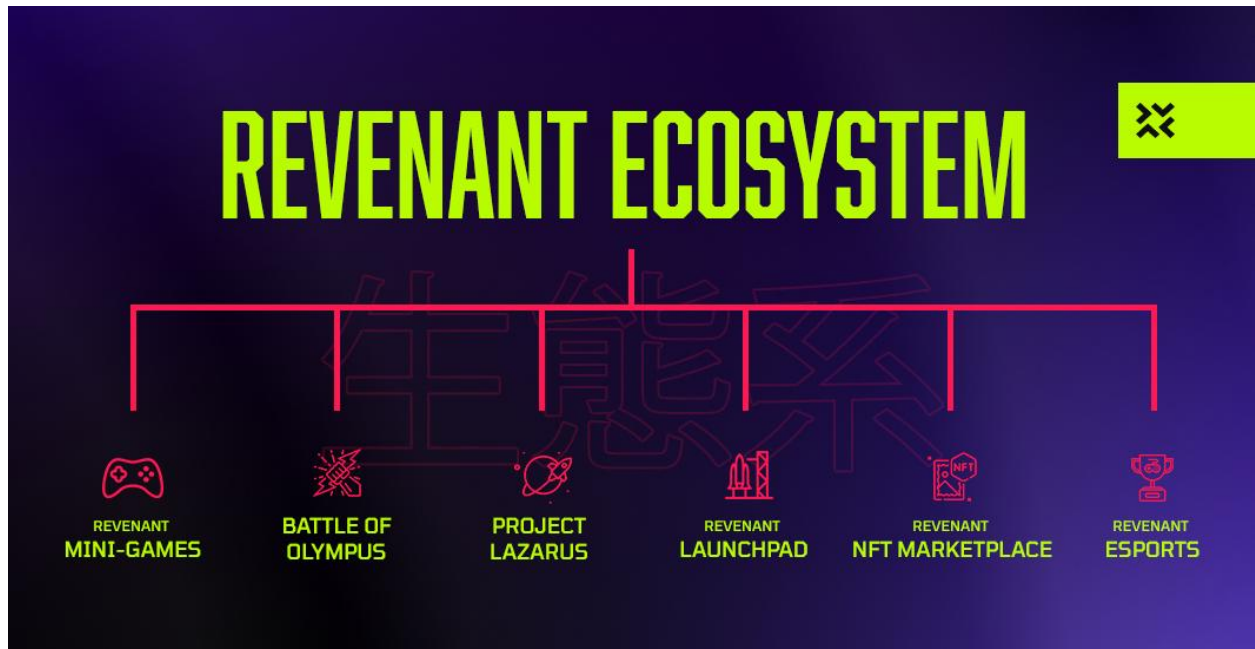 REVENANT ECOSYSTEM
生態系
REVENANT
MINI-GAMES
BATTLE OF
OLYMPUS
PROJECT
LAZARUS
REVENANT
LAUNCHPAD
NFT
REVENANT
NFT MARKETPLACE
REVENANT
ESPORTS